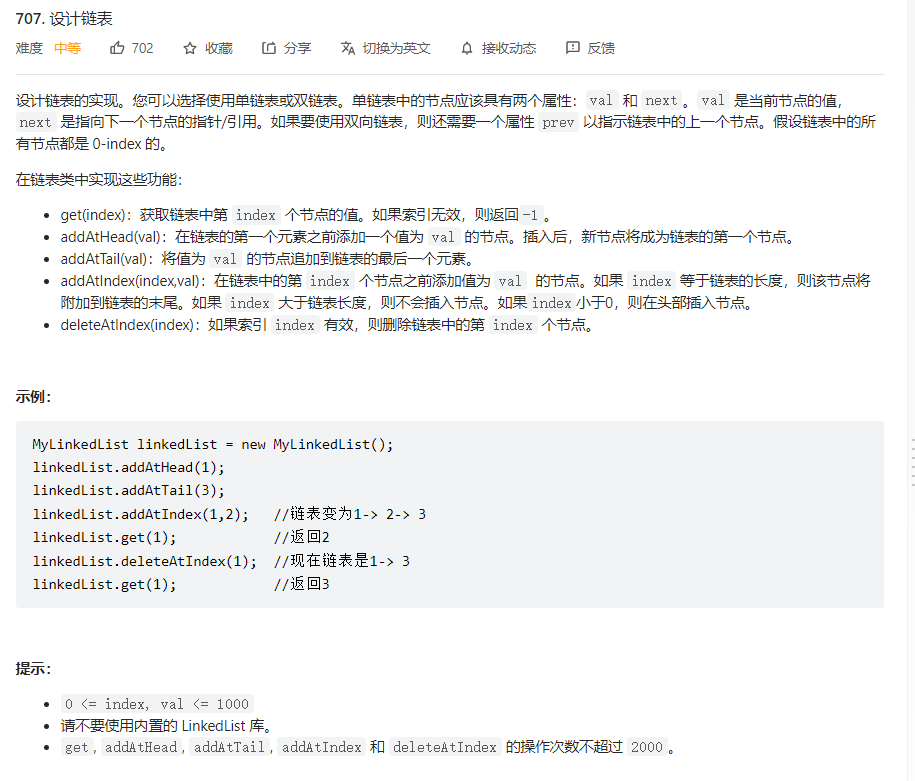 707. 设计链表
难度 中等 702 收藏 分享 切换为英文 接收动态 反馈
设计链表的实现。您可以选择使用单链表或双链表。单链表中的节点应该具有两个属性：val 和 next。val 是当前节点的值，
next 是指向下一个节点的指针/引用。如果要使用双向链表，则还需要一个属性 prev 以指示链表中的上一个节点。假设链表中的所
有节点都是 0-index 的。
在链表类中实现这些功能：
• get(index)：获取链表中第 index 个节点的值。如果索引无效，则返回-1。
• addAtHead(val)：在链表的第一个元素之前添加一个值为 val 的节点。插入后，新节点将成为链表的第一个节点。
• addAtTail(val)：将值为 val 的节点追加到链表的最后一个元素。
• addAtIndex(index,val)：在链表中的第 index 个节点之前添加值为 val 的节点。如果 index 等于链表的长度，则该节点将
附加到链表的末尾。如果 index 大于链表长度，则不会插入节点。如果index小于0，则在头部插入节点。
• deleteAtIndex(index)：如果索引 index 有效，则删除链表中的第 index 个节点。
示例：
MyLinkedList linkedList = new MyLinkedList();
linkedList.addAtHead(1);
linkedList.addAtTail(3);
linkedList.addAtIndex(1,2);   //链表变为1-> 2-> 3
linkedList.get(1);            //返回2
linkedList.deleteAtIndex(1);  //现在链表是1-> 3
linkedList.get(1);            //返回3
提示：
• 0 <= index, val <= 1000
• 请不要使用内置的 LinkedList 库。
• get, addAtHead, addAtTail, addAtIndex 和 deleteAtIndex 的操作次数不超过 2000。